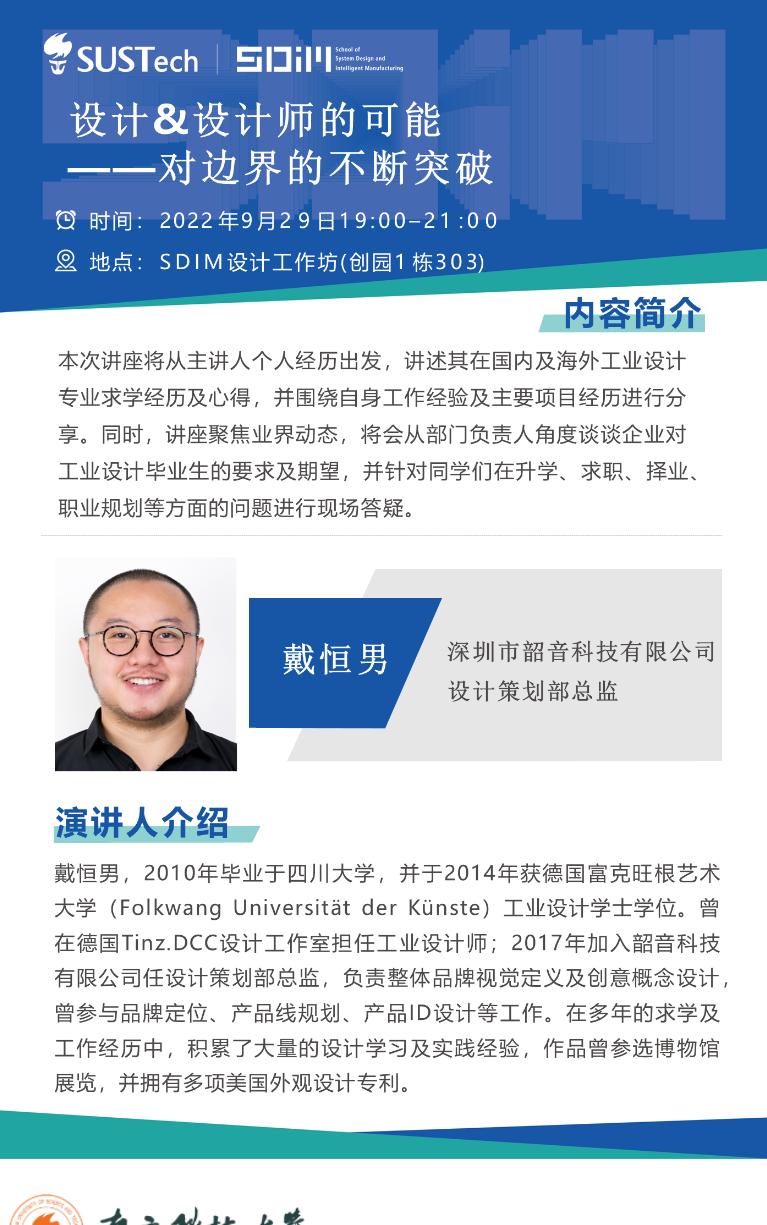 SUSTech
SDIM
School of
System Design and
Intelligent Manufacturing
设计&设计师的可能
——对边界的不断突破
时间：2022年9月29日19:00–21:00
地点：SDIM设计工作坊(创园1栋303)
内容简介
本次讲座将从主讲人个人经历出发，讲述其在国内及海外工业设计
专业求学经历及心得，并围绕自身工作经验及主要项目经历进行分
享。同时，讲座聚焦业界动态，将会从部门负责人角度谈谈企业对
工业设计毕业生的要求及期望，并针对同学们在升学、求职、择业、
职业规划等方面的问题进行现场答疑。
戴恒男
深圳市韶音科技有限公司
设计策划部总监
演讲人介绍
戴恒男，2010年毕业于四川大学，并于2014年获德国富克旺根艺术
大学（Folkwang Universität der Künste）工业设计学士学位。曾
在德国Tinz.DCC设计工作室担任工业设计师；2017年加入韶音科技
有限公司任设计策划部总监，负责整体品牌视觉定义及创意概念设计，
曾参与品牌定位、产品线规划、产品ID设计等工作。在多年的求学及
工作经历中，积累了大量的设计学习及实践经验，作品曾参选博物馆
展览，并拥有多项美国外观设计专利。